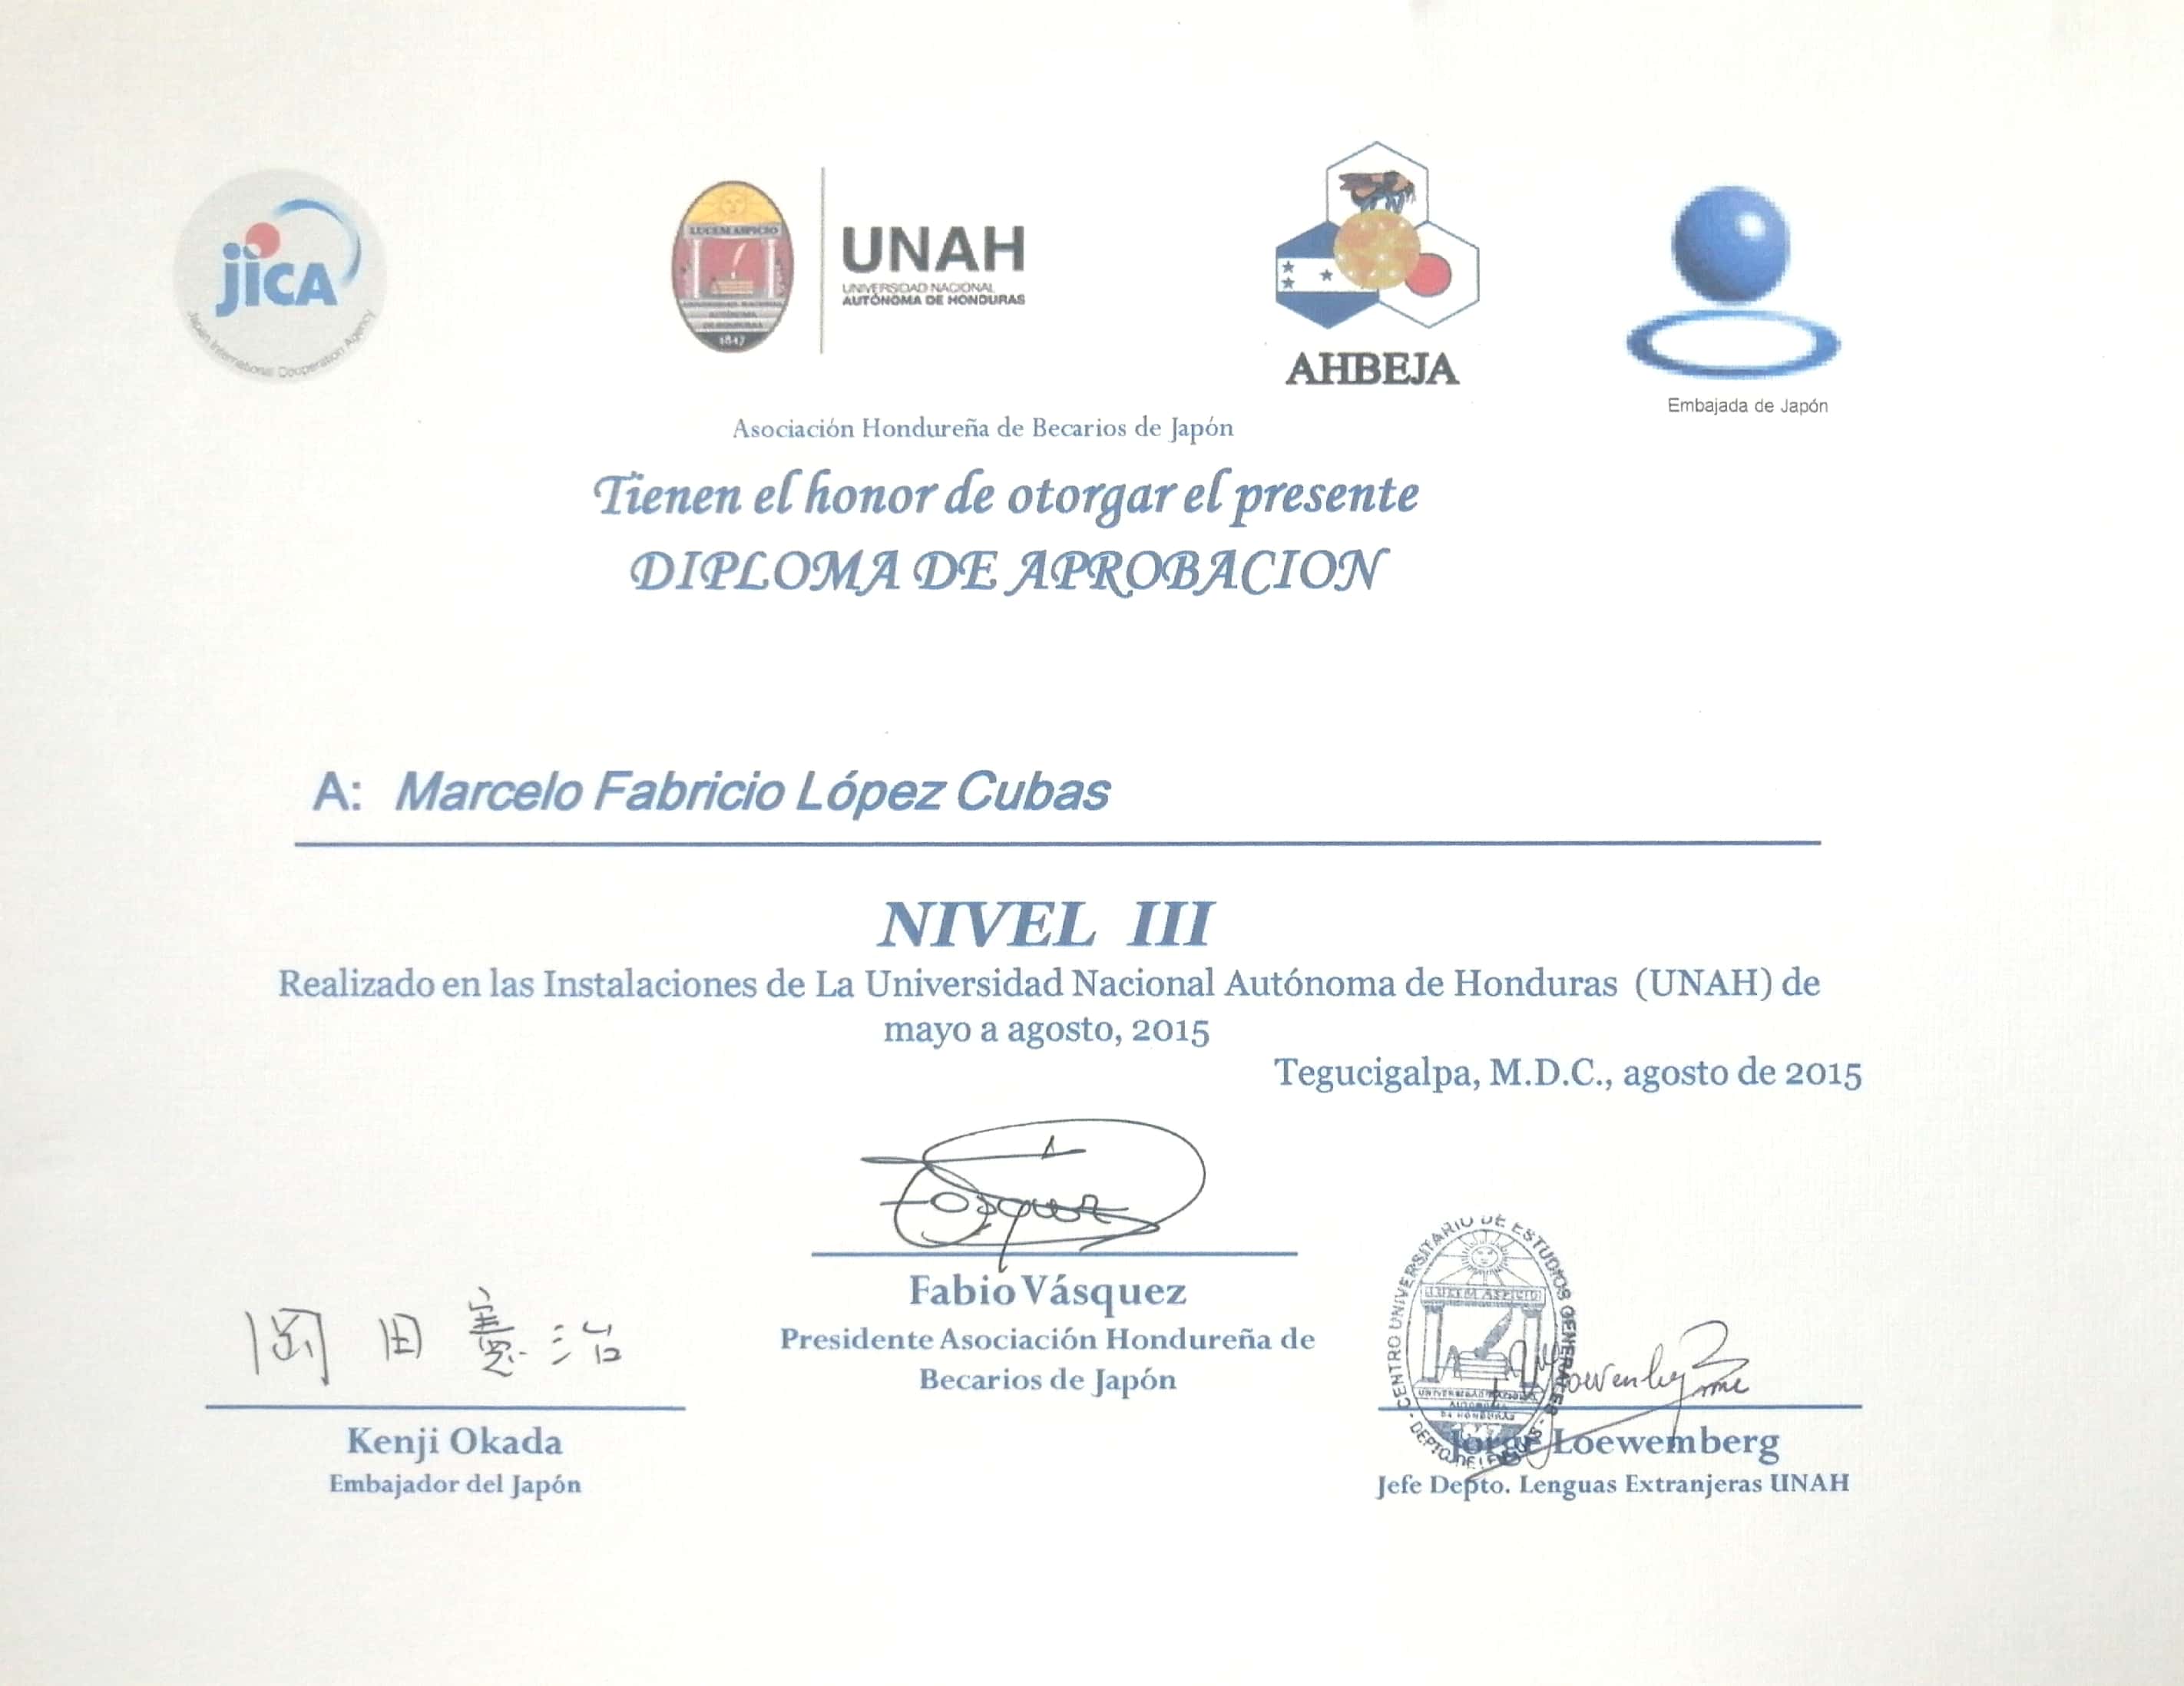 JICA
Japan International Cooperation Agency
LUCEM ASPICIO
1847
UNAH
UNIVERSIDAD NACIONAL
AUTÓNOMA DE HONDURAS
AHBEJA
Embajada de Japón
Asociación Hondureña de Becarios de Japón
Tienen el honor de otorgar el presente
DIPLOMA DE APROBACION
A: Marcelo Fabricio López Cubas
NIVEL III
Realizado en las Instalaciones de La Universidad Nacional Autónoma de Honduras (UNAH) de
mayo a agosto, 2015
Tegucigalpa, M.D.C., agosto de 2015
Fabio Vásquez
Presidente Asociación Hondureña de
Becarios de Japón
岡田憲治
Kenji Okada
Embajador del Japón
CENTRO UNIVERSITARIO DE ESTUDIOS GENERALES
LUCEM ASPICIO
Jorge Loewemberg
Jefe Depto. Lenguas Extranjeras UNAH